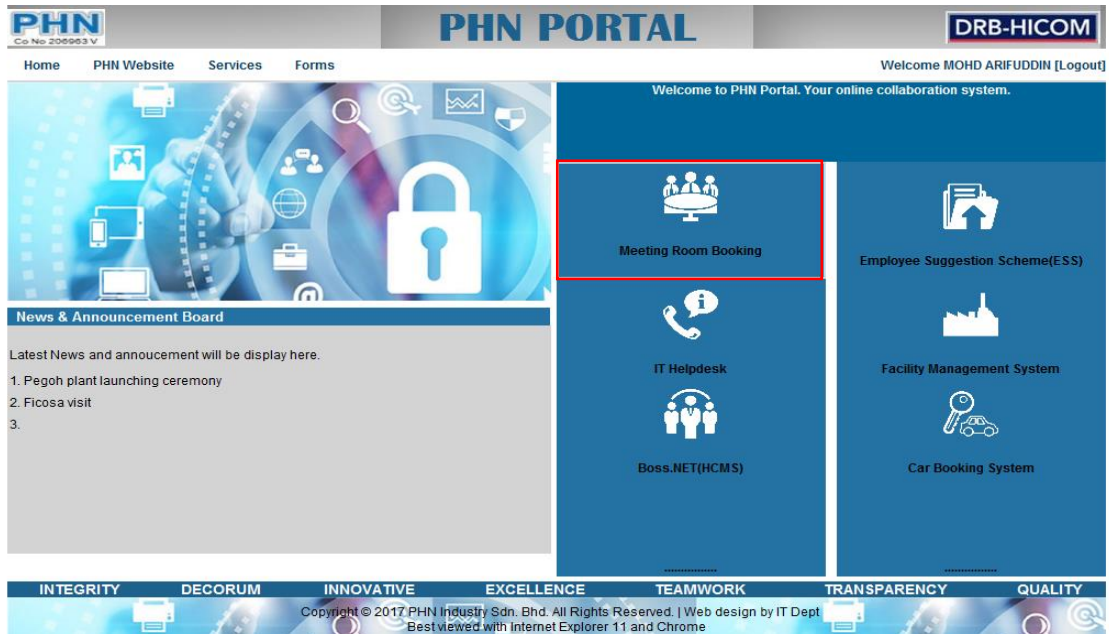 PHN
Co No 206963 V
PHN PORTAL
DRB-HICOM
Home PHN Website Services Forms
Welcome MOHD ARIFUDDIN [Logout]
Welcome to PHN Portal. Your online collaboration system.
Meeting Room Booking
Employee Suggestion Scheme(ESS)
News & Announcement Board
Latest News and annoucement will be display here.
1. Pegoh plant launching ceremony
2. Ficosa visit
3.
IT Helpdesk
Facility Management System
Boss.NET(HCMS)
Car Booking System
................ ................
INTEGRITY DECORUM INNOVATIVE EXCELLENCE TEAMWORK TRANSPARENCY QUALITY
Copyright © 2017 PHN Industry Sdn. Bhd. All Rights Reserved. | Web design by IT Dept
Best viewed with Internet Explorer 11 and Chrome